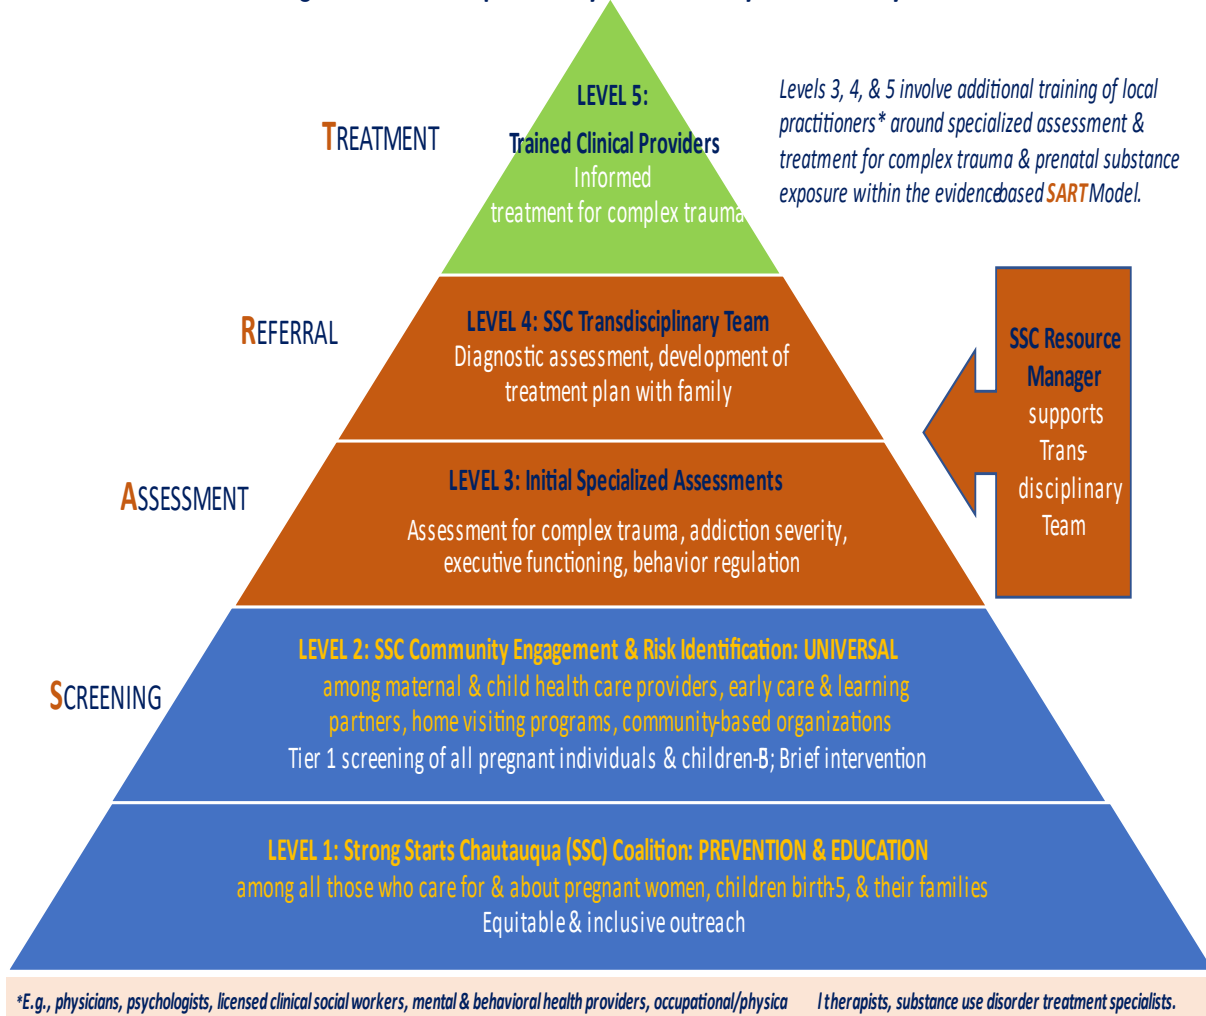 LEVEL 5:
Trained Clinical Providers
Informed
treatment for complex trauma
TREATMENT
Levels 3, 4, & 5 involve additional training of local
practitioners* around specialized assessment &
treatment for complex trauma & prenatal substance
exposure within the evidencebased SART Model.
REFERRAL
LEVEL 4: SSC Transdisciplinary Team
Diagnostic assessment, development of
treatment plan with family
SSC Resource
Manager
supports
Trans-
disciplinary
Team
ASSESSMENT
LEVEL 3: Initial Specialized Assessments
Assessment for complex trauma, addiction severity,
executive functioning, behavior regulation
SCREENING
LEVEL 2: SSC Community Engagement & Risk Identification: UNIVERSAL
among maternal & child health care providers, early care & learning
partners, home visiting programs, community-based organizations
Tier 1 screening of all pregnant individuals & children; Brief intervention
LEVEL 1: Strong Starts Chautauqua (SSC) Coalition: PREVENTION & EDUCATION
among all those who care for & about pregnant women, children birth-5, & their families
Equitable & inclusive outreach
*E.g., physicians, psychologists, licensed clinical social workers, mental & behavioral health providers, occupational/physica l therapists, substance use disorder treatment specialists.